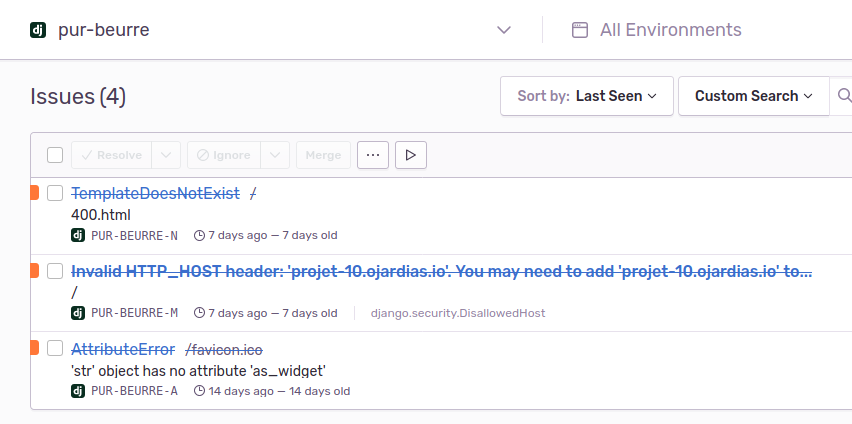 dj pur-beurre All Environments
Issues (4) Sort by: Last Seen Custom Search
Resolve Ignore Merge ...
TemplateDoesNotExist /
400.html
dj PUR-BEURRE-N 7 days ago — 7 days old
Invalid HTTP_HOST header: 'projet-10.ojardias.io'. You may need to add 'projet-10.ojardias.io' to...
/
dj PUR-BEURRE-M 7 days ago — 7 days old django.security.DisallowedHost
AttributeError /favicon.ico
'str' object has no attribute 'as_widget'
dj PUR-BEURRE-A 14 days ago — 14 days old